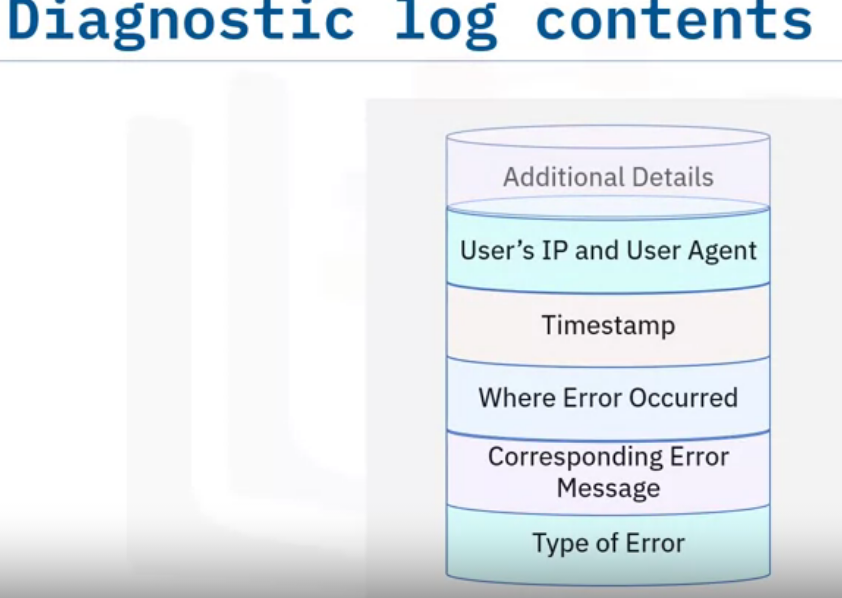 Diagnostic log contents
Additional Details
User’s IP and User Agent
Timestamp
Where Error Occurred
Corresponding Error
Message
Type of Error